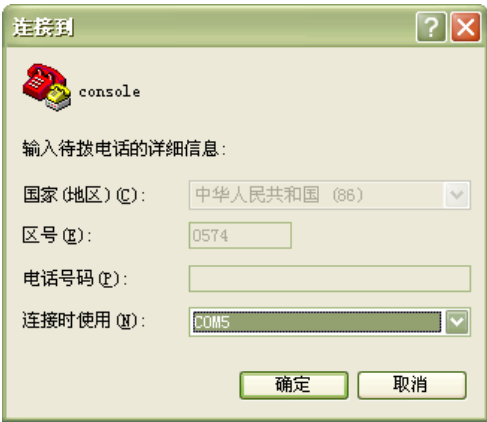 连接到
console
输入待拨电话的详细信息:
国家(地区)(C): 中华人民共和国 (86)
区号(E): 0574
电话号码(P):
连接时使用(N): COM5
确定 取消